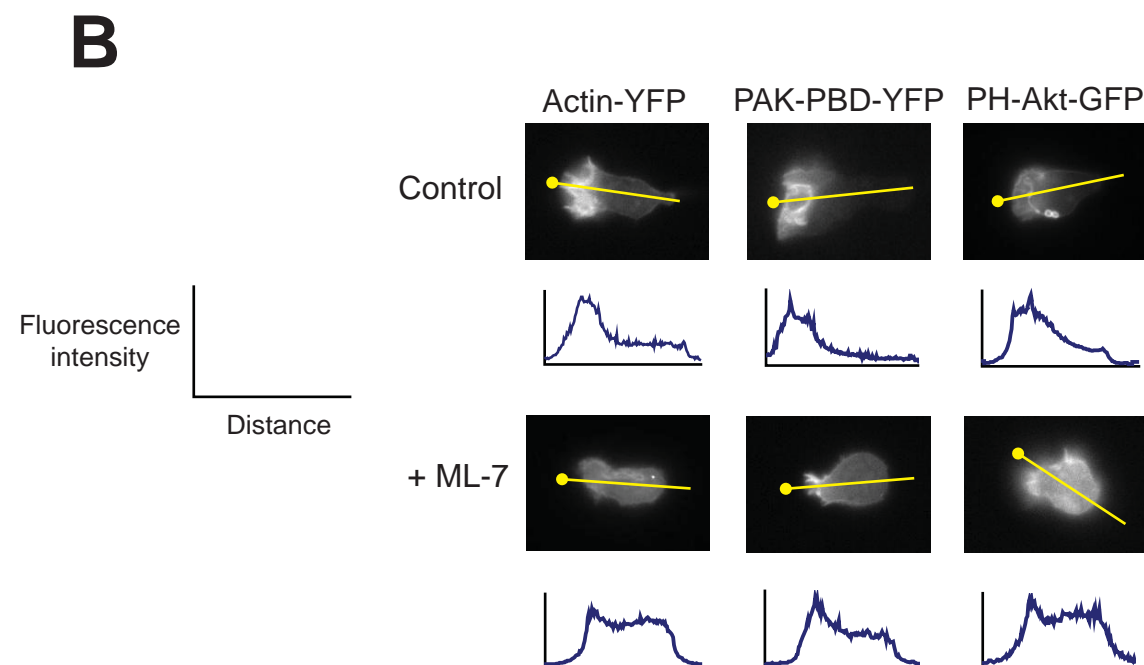 B
Actin-YFP PAK-PBD-YFP PH-Akt-GFP
Control
Fluorescence
intensity
Distance
+ ML-7